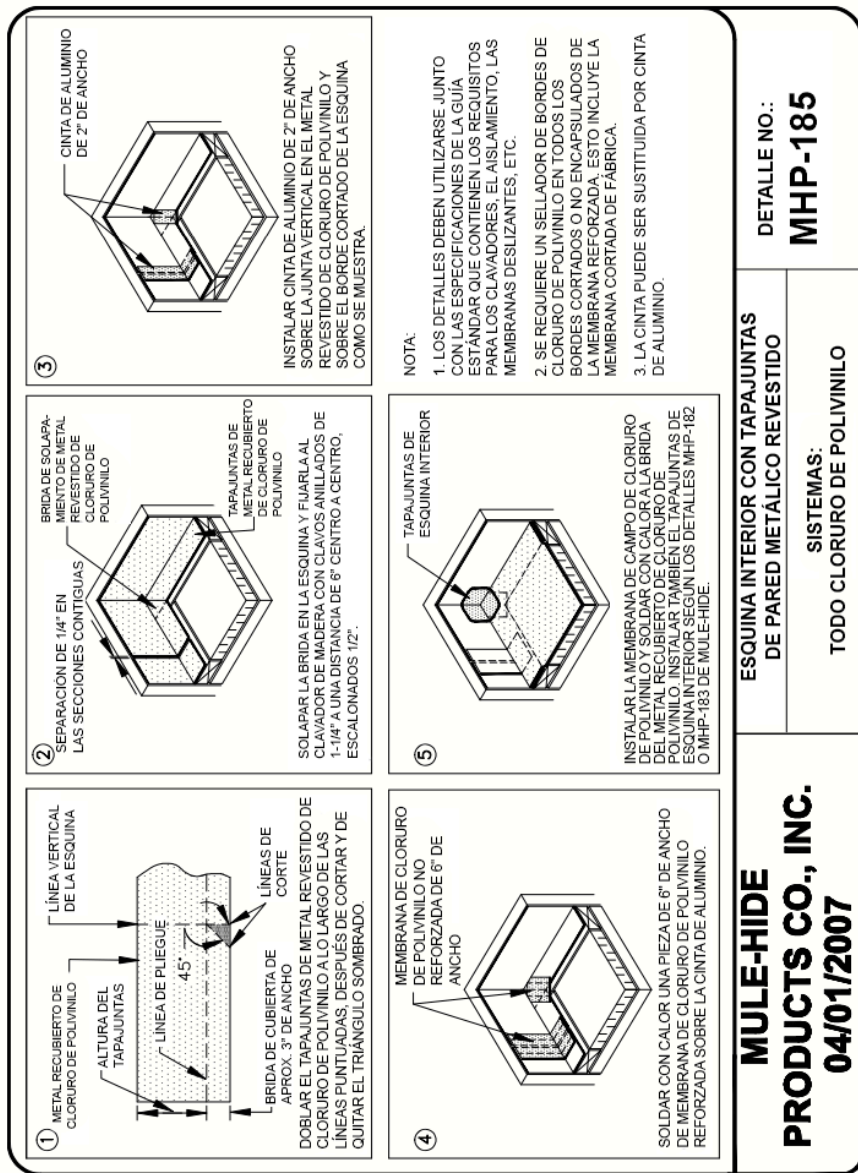 ①
METAL RECUBIERTO DE
CLORURO DE POLIVINILO
LÍNEA VERTICAL
DE LA ESQUINA
ALTURA DEL
TAPAJUNTAS
LÍNEA DE PLIEGUE
45°
LÍNEAS DE
CORTE
BRIDA DE CUBIERTA DE
APROX. 3" DE ANCHO
DOBLAR EL TAPAJUNTAS DE METAL REVESTIDO DE
CLORURO DE POLIVINILO A LO LARGO DE LAS
LÍNEAS PUNTUADAS, DESPUÉS DE CORTAR Y DE
QUITAR EL TRIÁNGULO SOMBRADO.
②
SEPARACIÓN DE 1/4" EN
LAS SECCIONES CONTIGUAS
BRIDA DE SOLAPA-
MIENTO DE METAL
REVESTIDO DE
CLORURO DE
POLIVINILO
TAPAJUNTAS DE
METAL RECUBIERTO
DE CLORURO DE
POLIVINILO
SOLAPAR LA BRIDA EN LA ESQUINA Y FIJARLA AL
CLAVADOR DE MADERA CON CLAVOS ANILLADOS DE
1-1/4" A UNA DISTANCIA DE 6" CENTRO A CENTRO,
ESCALONADOS 1/2".
③
CINTA DE ALUMINIO
DE 2" DE ANCHO
INSTALAR CINTA DE ALUMINIO DE 2" DE ANCHO
SOBRE LA JUNTA VERTICAL EN EL METAL
REVESTIDO DE CLORURO DE POLIVINILO Y
SOBRE EL BORDE CORTADO DE LA ESQUINA
COMO SE MUESTRA.
④
MEMBRANA DE CLORURO
DE POLIVINILO NO
REFORZADA DE 6" DE
ANCHO
SOLDAR CON CALOR UNA PIEZA DE 6" DE ANCHO
DE MEMBRANA DE CLORURO DE POLIVINILO
REFORZADA SOBRE LA CINTA DE ALUMINIO.
⑤
TAPAJUNTAS DE
ESQUINA INTERIOR
INSTALAR LA MEMBRANA DE CAMPO DE CLORURO
DE POLIVINILO Y SOLDAR CON CALOR A LA BRIDA
DEL METAL RECUBIERTO DE CLORURO DE
POLIVINILO. INSTALAR TAMBIÉN EL TAPAJUNTAS DE
ESQUINA INTERIOR SEGÚN LOS DETALLES MHP-182
O MHP-183 DE MULE-HIDE.
NOTA:
1. LOS DETALLES DEBEN UTILIZARSE JUNTO
CON LAS ESPECIFICACIONES DE LA GUÍA
ESTÁNDAR QUE CONTIENEN LOS REQUISITOS
PARA LOS CLAVADORES, EL AISLAMIENTO, LAS
MEMBRANAS DESLIZANTES, ETC.
2. SE REQUIERE UN SELLADOR DE BORDES DE
CLORURO DE POLIVINILO EN TODOS LOS
BORDES CORTADOS O NO ENCAPSULADOS DE
LA MEMBRANA REFORZADA. ESTO INCLUYE LA
MEMBRANA CORTADA DE FÁBRICA.
3. LA CINTA PUEDE SER SUSTITUIDA POR CINTA
DE ALUMINIO.
MULE-HIDE
PRODUCTS CO., INC.
04/01/2007
ESQUINA INTERIOR CON TAPAJUNTAS
DE PARED METÁLICO REVESTIDO
SISTEMAS:
TODO CLORURO DE POLIVINILO
DETALLE NO.:
MHP-185